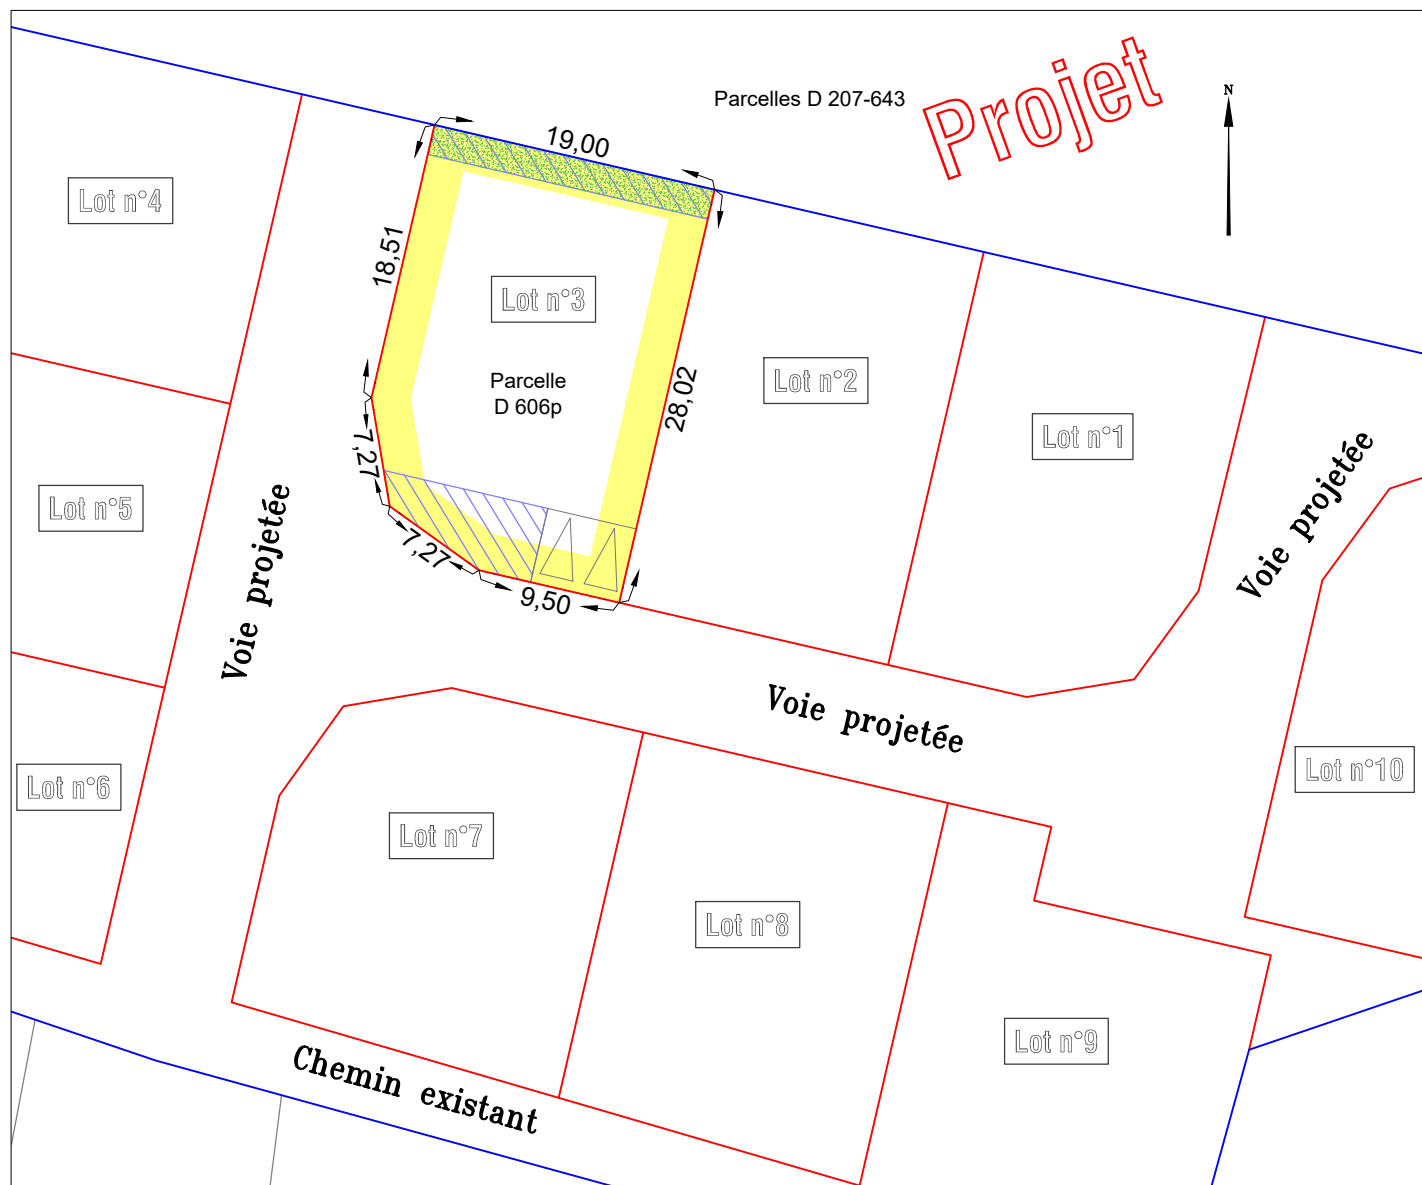 Projet
Parcelles D 207-643
N
19,00
Lot n°4
18,51
Lot n°3
Parcelle
D 606p
28,02
Lot n°2
Lot n°1
Voie projetée
7,27
Lot n°5
Voie projetée
7,27
9,50
Voie projetée
Lot n°6
Lot n°7
Lot n°10
Lot n°8
Lot n°9
Chemin existant